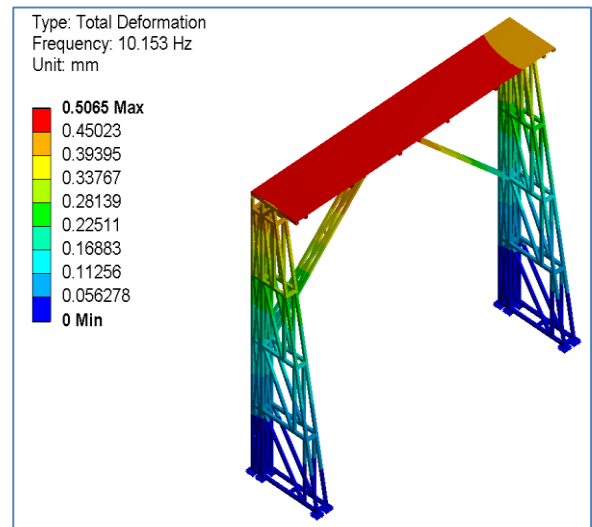 Type: Total Deformation
Frequency: 10.153 Hz
Unit: mm
0.5065 Max
0.45023
0.39395
0.33767
0.28139
0.22511
0.16883
0.11256
0.056278
0 Min